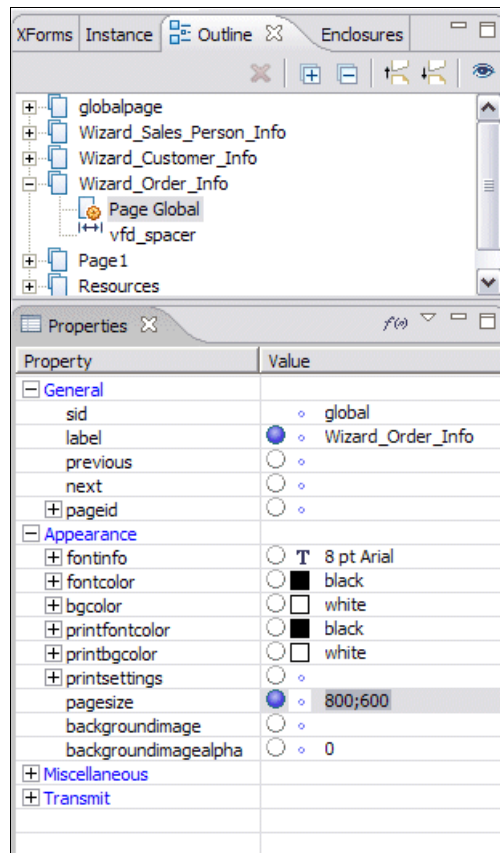 XForms Instance Outline Enclosures
globalpage
Wizard_Sales_Person_Info
Wizard_Customer_Info
Wizard_Order_Info
Page Global
vfd_spacer
Page1
Resources
Properties f(x)
Property Value
General
sid global
label Wizard_Order_Info
previous
next
pageid
Appearance
fontinfo T 8 pt Arial
fontcolor black
bgcolor white
printfontcolor black
printbgcolor white
printsettings
pagesize 800;600
backgroundimage
backgroundimagealpha 0
Miscellaneous
Transmit